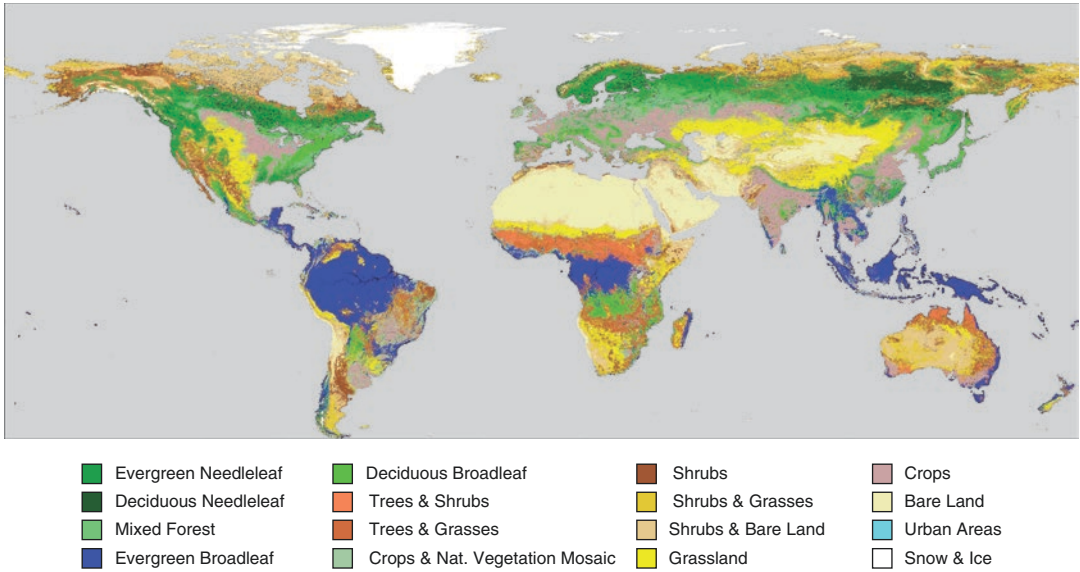 Evergreen Needleleaf
Deciduous Needleleaf
Mixed Forest
Evergreen Broadleaf
Deciduous Broadleaf
Trees & Shrubs
Trees & Grasses
Crops & Nat. Vegetation Mosaic
Shrubs
Shrubs & Grasses
Shrubs & Bare Land
Grassland
Crops
Bare Land
Urban Areas
Snow & Ice